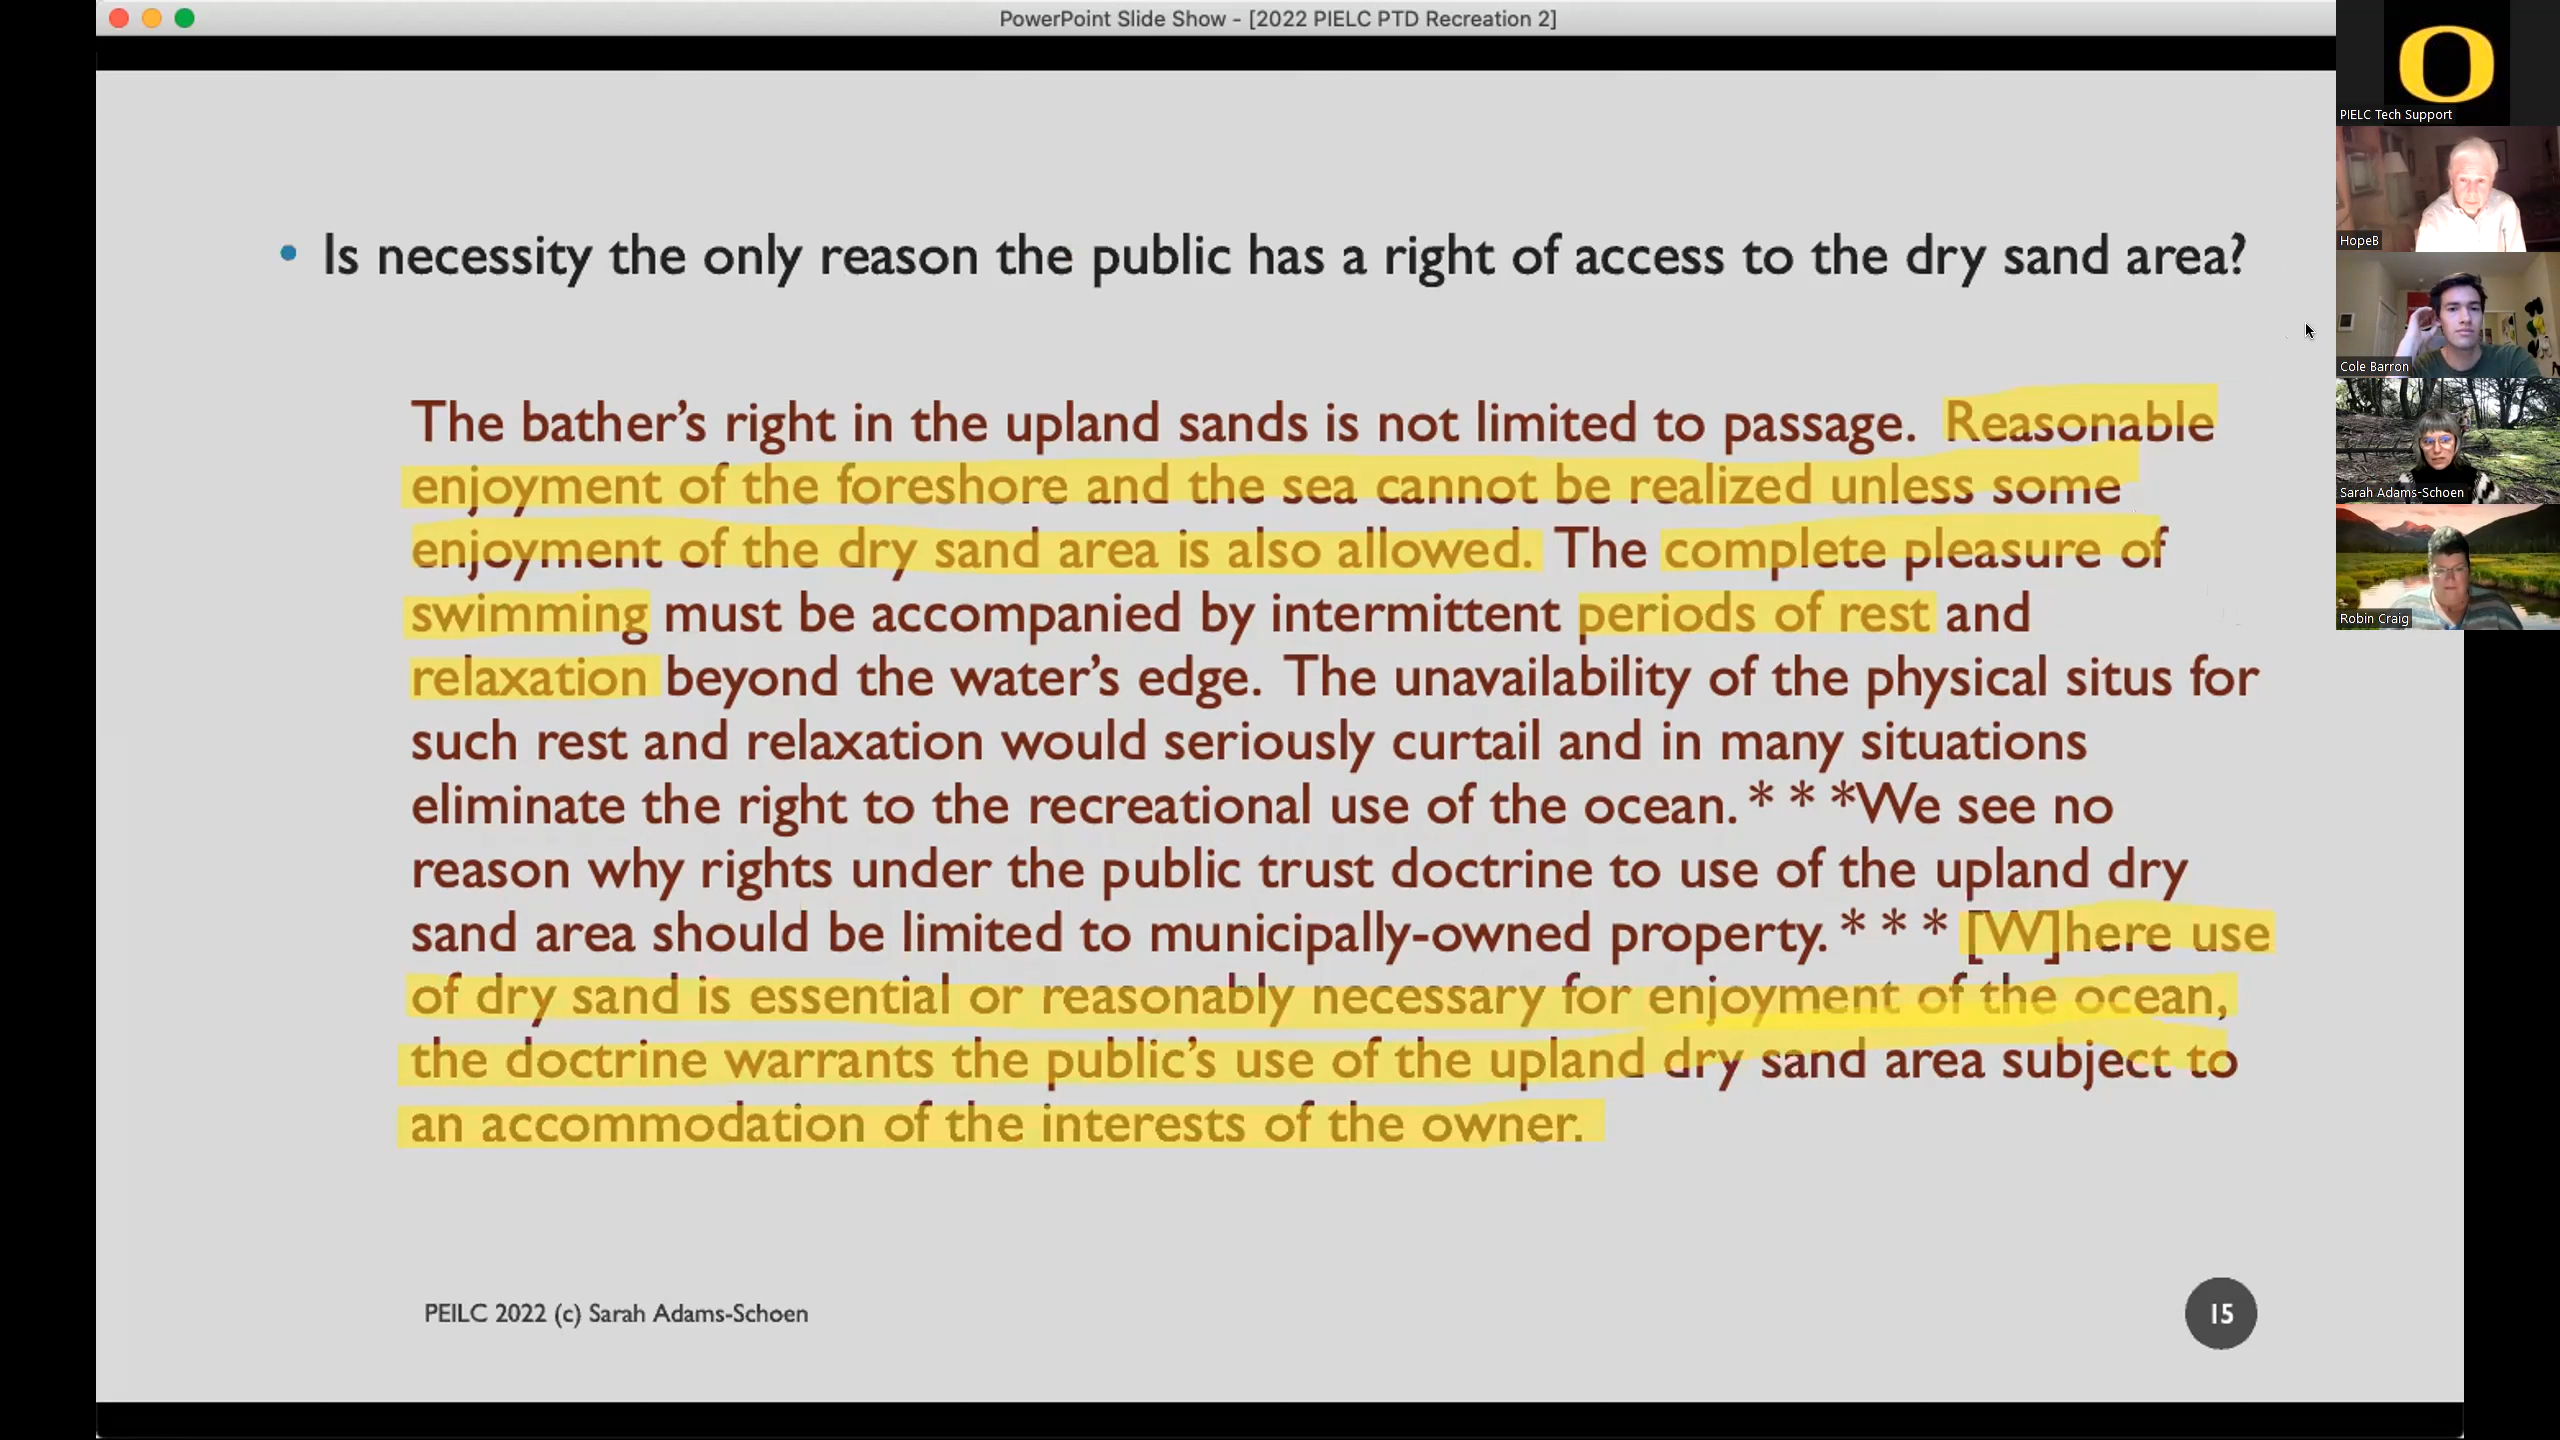 PowerPoint Slide Show - [2022 PIELC PTD Recreation 2]
• Is necessity the only reason the public has a right of access to the dry sand area?
The bather’s right in the upland sands is not limited to passage. Reasonable
enjoyment of the foreshore and the sea cannot be realized unless some
enjoyment of the dry sand area is also allowed. The complete pleasure of
swimming must be accompanied by intermittent periods of rest and
relaxation beyond the water’s edge. The unavailability of the physical situs for
such rest and relaxation would seriously curtail and in many situations
eliminate the right to the recreational use of the ocean. * * *We see no
reason why rights under the public trust doctrine to use of the upland dry
sand area should be limited to municipally-owned property. * * * [W]here use
of dry sand is essential or reasonably necessary for enjoyment of the ocean,
the doctrine warrants the public’s use of the upland dry sand area subject to
an accommodation of the interests of the owner.
PEILC 2022 (c) Sarah Adams-Schoen
15
O
PIELC Tech Support
HopeB
Cole Barron
Sarah Adams-Schoen
Robin Craig